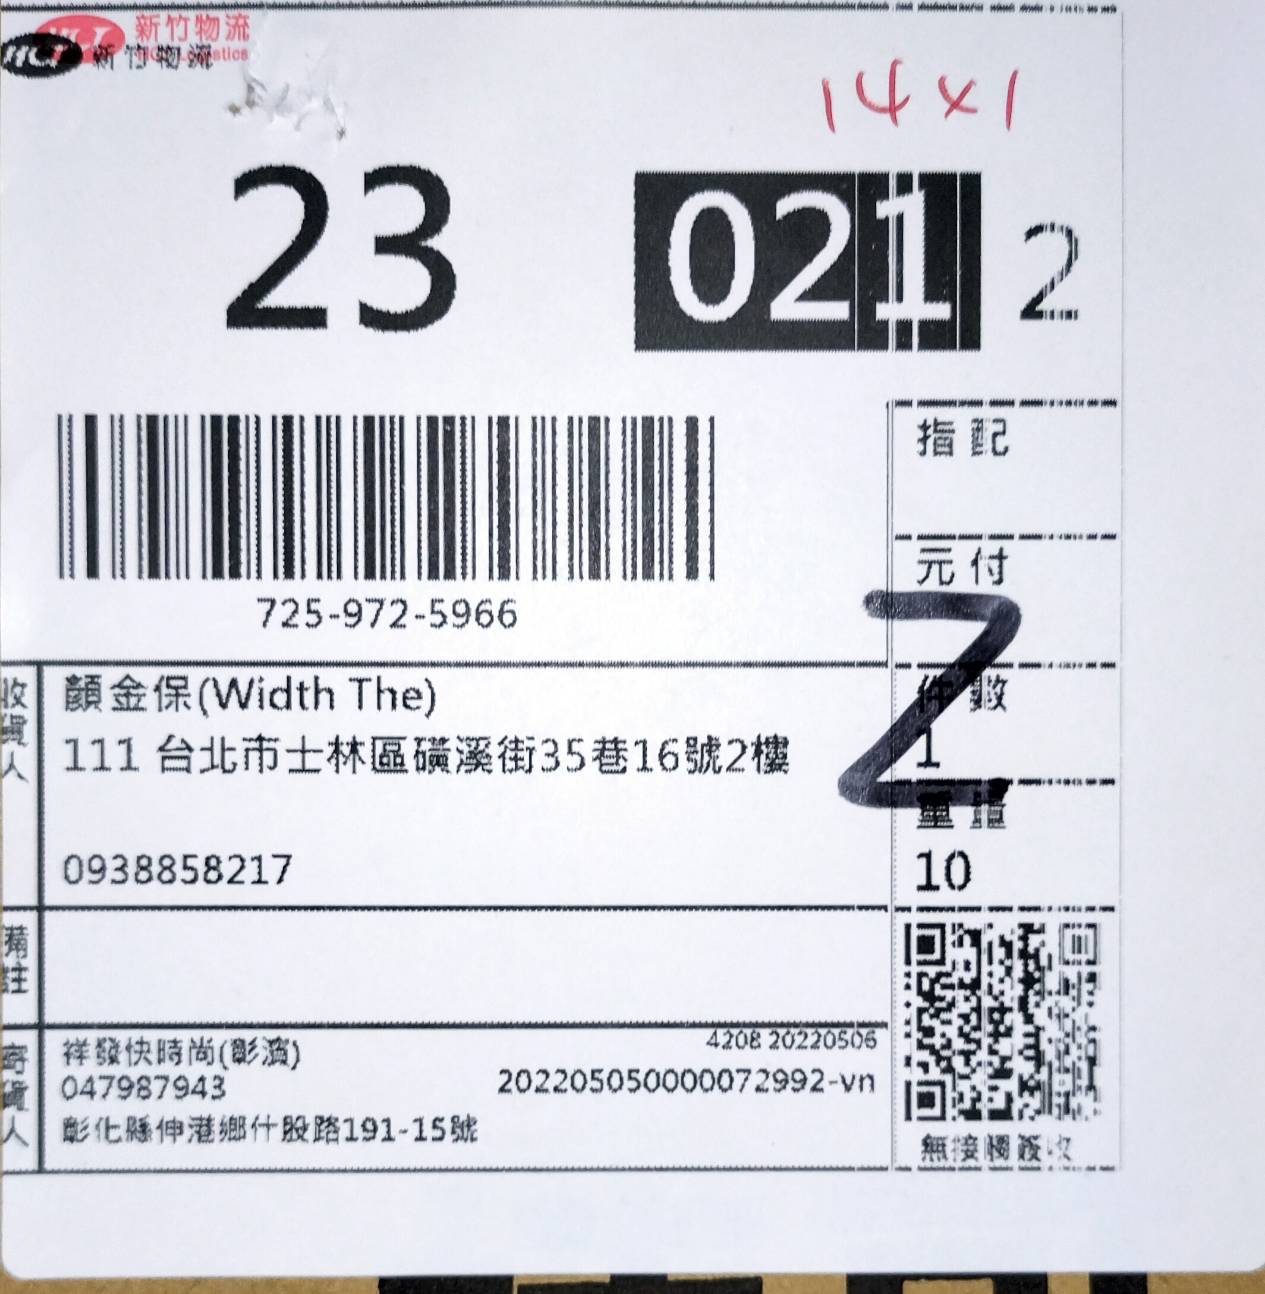 新竹物流
HCT Logistics
HCT 新竹物流
14x1
23 021 2
指配
元付
725-972-5966
Z
收貨人
顏金保(Width The)
111 台北市士林區磺溪街35巷16號2樓
0938858217
件數
1
重量
10
備註
寄貨人
祥發快時尚(彰濱)
4208 20220506
047987943
202205050000072992-vn
彰化縣伸港鄉什股路191-15號
無接觸簽收